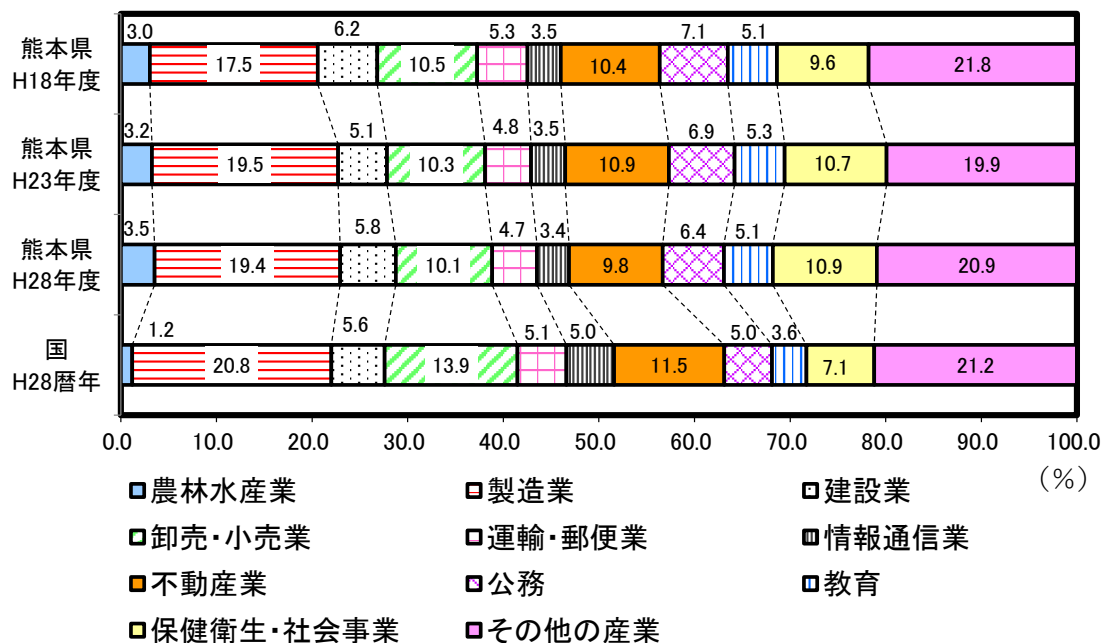 熊本県
H18年度
3.0 17.5 6.2 10.5 5.3 3.5 10.4 7.1 5.1 9.6 21.8
熊本県
H23年度
3.2 19.5 5.1 10.3 4.8 3.5 10.9 6.9 5.3 10.7 19.9
熊本県
H28年度
3.5 19.4 5.8 10.1 4.7 3.4 9.8 6.4 5.1 10.9 20.9
国
H28暦年
1.2 20.8 5.6 13.9 5.1 5.0 11.5 5.0 3.6 7.1 21.2
0.0 10.0 20.0 30.0 40.0 50.0 60.0 70.0 80.0 90.0 100.0
(%)
農林水産業 製造業 建設業
卸売・小売業 運輸・郵便業 情報通信業
不動産業 公務 教育
保健衛生・社会事業 その他の産業